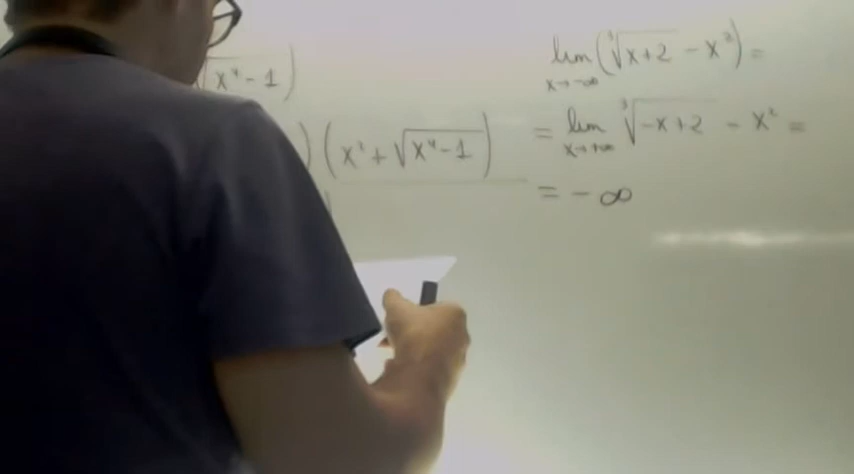 √x⁴-1)
) (x² + √x⁴-1)
lim (∛x+2 - x²) =
x→-∞
= lim ∛-x+2 - x² =
x→+∞
= -∞